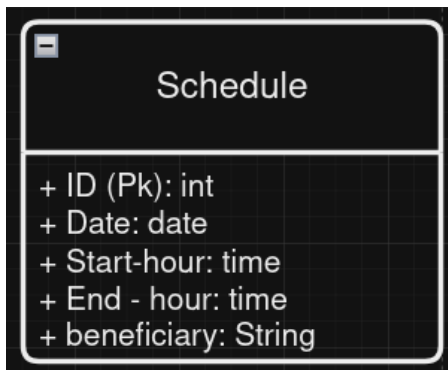 Schedule
+ ID (Pk): int
+ Date: date
+ Start-hour: time
+ End - hour: time
+ beneficiary: String